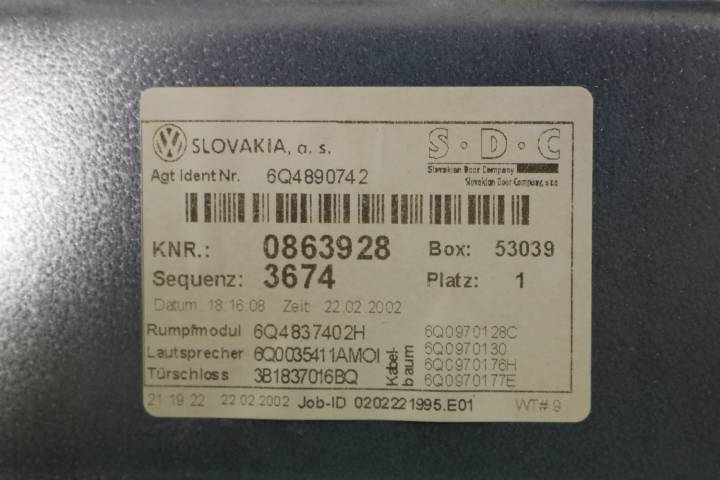 VW SLOVAKIA, a. s.
S·D·C
Slovakian Door Company
Slovakian Door Company, s.r.o
Agt Ident Nr. 6Q4890742
KNR.: 0863928 Box: 53039
Sequenz: 3674 Platz: 1
Datum 18:16:08 Zeit: 22.02.2002
Rumpfmodul 6Q4837402H
Lautsprecher 6Q0035411AMOI
Türschloss 3B1837016BQ
Kabel-
baum
6Q0970128C
6Q0970130
6Q0970176H
6Q0970177E
21:19:22 22.02.2002 Job-ID 0202221995.E01 WT# 9